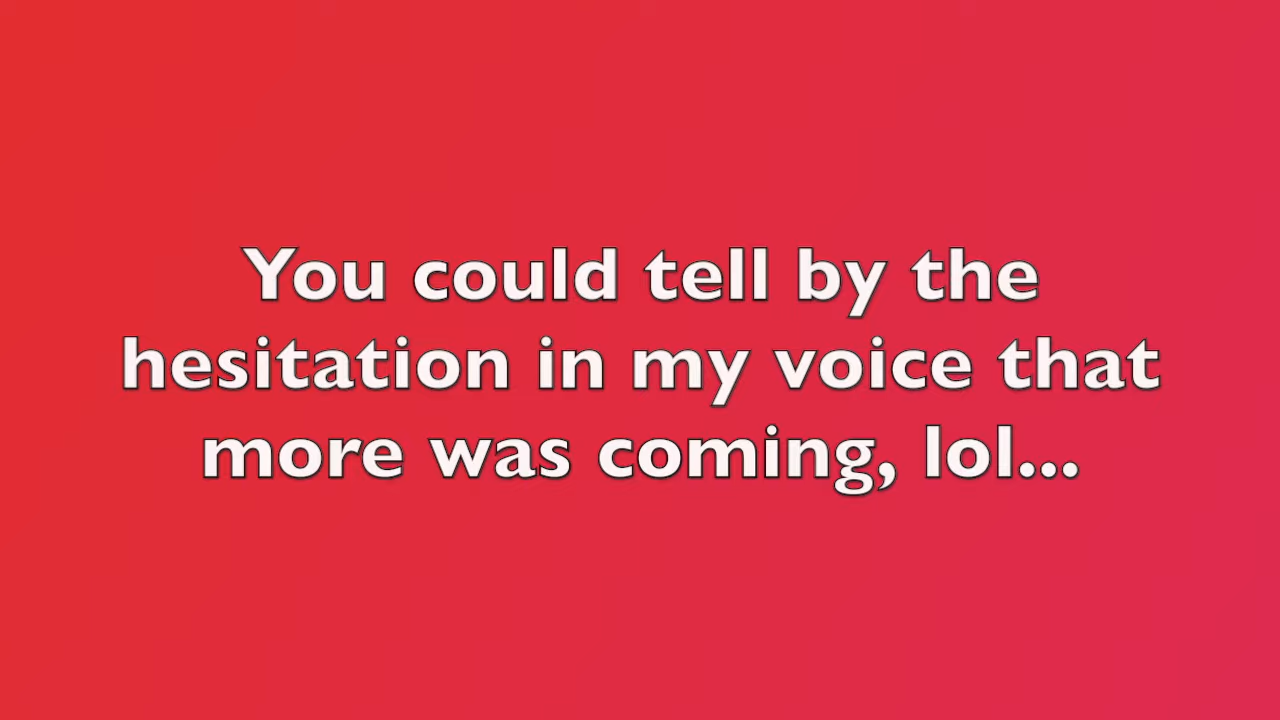 You could tell by the
hesitation in my voice that
more was coming, lol...